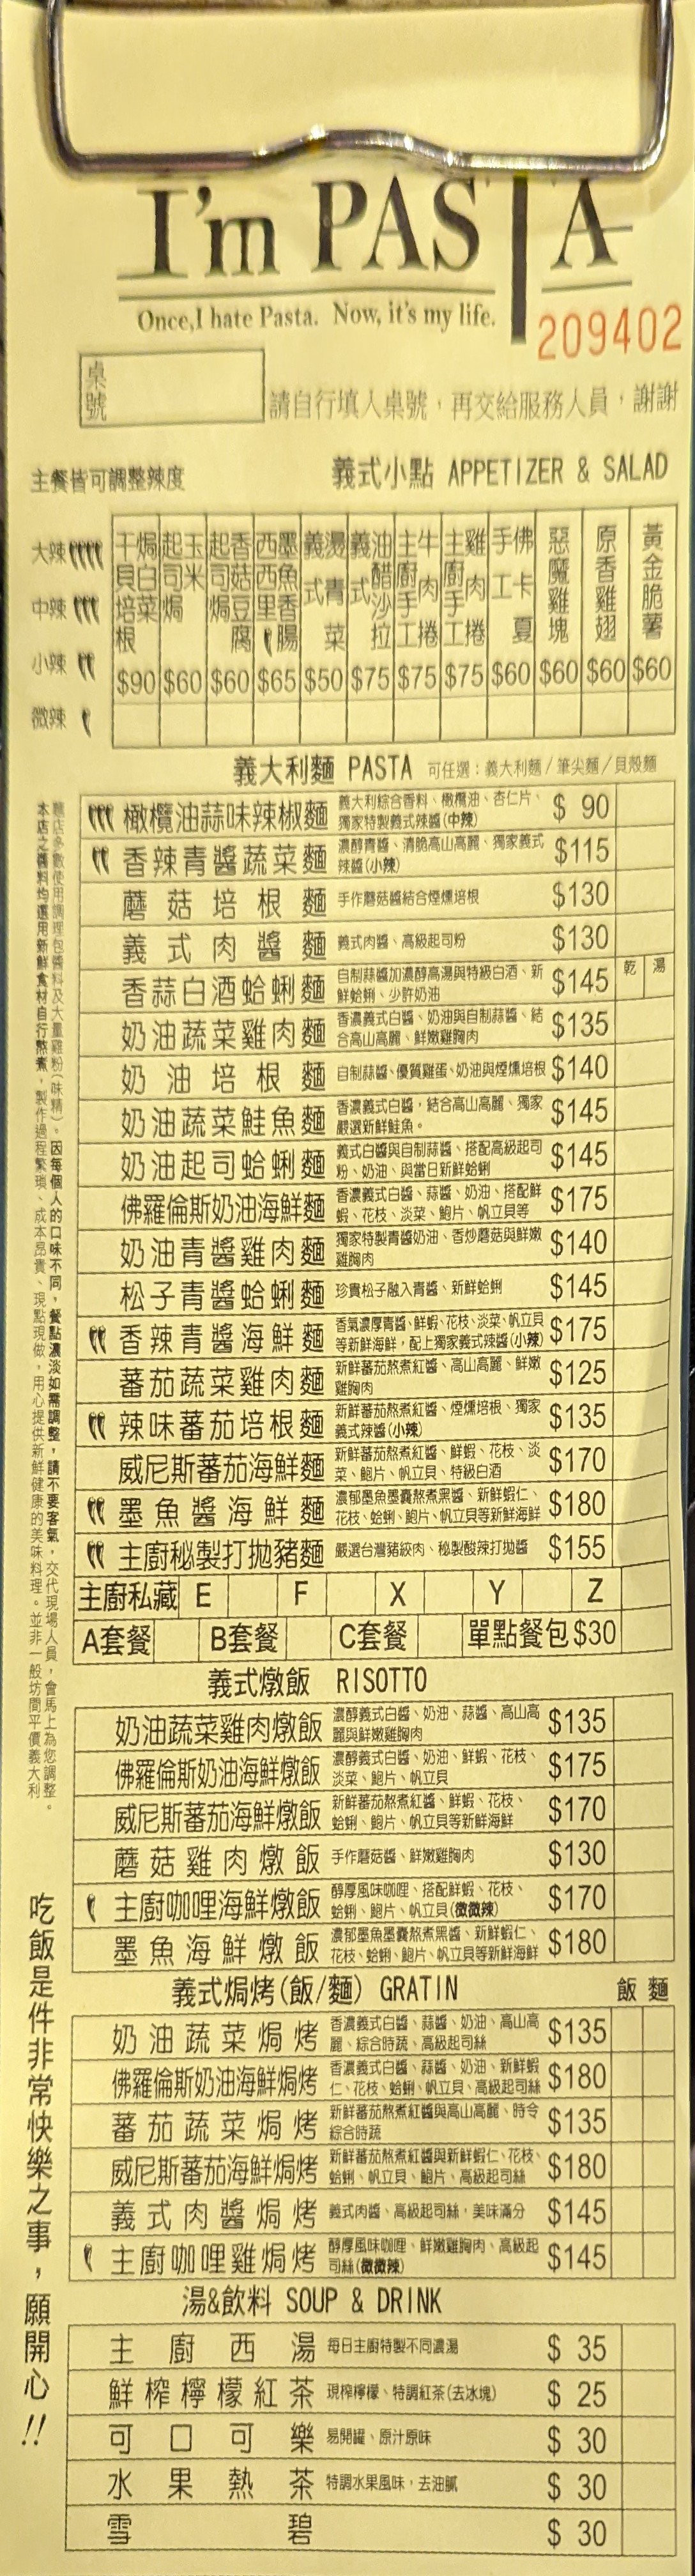 I'm PASTA
Once,I hate Pasta. Now, it's my life.
209402
桌號
請自行填入桌號，再交給服務人員，謝謝
主餐皆可調整辣度
大辣
中辣
小辣
微辣
義式小點 APPETIZER & SALAD
干貝培根焗白菜 $90
起司焗玉米 $60
起司焗香菇豆腐 $60
西西里墨魚香腸 $65
義式燙青菜 $50
義式油醋沙拉 $75
主廚手工牛肉捲 $75
主廚手工雞肉捲 $75
手工佛卡夏 $60
惡魔雞塊 $60
原香雞翅 $60
黃金脆薯 $60
義大利麵 PASTA 可任選：義大利麵/筆尖麵/貝殼麵
橄欖油蒜味辣椒麵 義大利綜合香料、橄欖油、杏仁片、
獨家特製義式辣醬(中辣) $ 90
香辣青醬蔬菜麵 濃醇青醬、清脆高山高麗、獨家義式
辣醬(小辣) $115
蘑菇培根麵 手作蘑菇醬結合煙燻培根 $130
義式肉醬麵 義式肉醬、高級起司粉 $130
香蒜白酒蛤蜊麵 自制蒜醬加濃醇高湯與特級白酒、新
鮮蛤蜊、少許奶油 $145 乾 湯
奶油蔬菜雞肉麵 香濃義式白醬、奶油與自制蒜醬、結
合高山高麗、鮮嫩雞胸肉 $135
奶油培根麵 自制蒜醬、優質雞蛋、奶油與煙燻培根 $140
奶油蔬菜鮭魚麵 香濃義式白醬，結合高山高麗、獨家
嚴選新鮮鮭魚。 $145
奶油起司蛤蜊麵 義式白醬與自制蒜醬、搭配高級起司
粉、奶油、與當日新鮮蛤蜊 $145
佛羅倫斯奶油海鮮麵 香濃義式白醬、蒜醬、奶油、搭配鮮
蝦、花枝、淡菜、鮑片、帆立貝等 $175
奶油青醬雞肉麵 獨家特製青醬奶油、香炒蘑菇與鮮嫩
雞胸肉 $140
松子青醬蛤蜊麵 珍貴松子融入青醬、新鮮蛤蜊 $145
香辣青醬海鮮麵 香氣濃厚青醬、鮮蝦、花枝、淡菜、帆立貝
等新鮮海鮮，配上獨家義式辣醬(小辣) $175
蕃茄蔬菜雞肉麵 新鮮蕃茄熬煮紅醬、高山高麗、鮮嫩
雞胸肉 $125
辣味蕃茄培根麵 新鮮蕃茄熬煮紅醬、煙燻培根、獨家
義式辣醬(小辣) $135
威尼斯蕃茄海鮮麵 新鮮蕃茄熬煮紅醬、鮮蝦、花枝、淡
菜、鮑片、帆立貝、特級白酒 $170
墨魚醬海鮮麵 濃郁墨魚墨囊熬煮黑醬、新鮮蝦仁、
花枝、蛤蜊、鮑片、帆立貝等新鮮海鮮 $180
主廚秘製打拋豬麵 嚴選台灣豬絞肉、秘製酸辣打拋醬 $155
主廚私藏 E F X Y Z
A套餐 B套餐 C套餐 單點餐包$30
義式燉飯 RISOTTO
奶油蔬菜雞肉燉飯 濃醇義式白醬、奶油、蒜醬、高山高
麗與鮮嫩雞胸肉 $135
佛羅倫斯奶油海鮮燉飯 濃醇義式白醬、奶油、鮮蝦、花枝、
淡菜、鮑片、帆立貝 $175
威尼斯蕃茄海鮮燉飯 新鮮蕃茄熬煮紅醬、鮮蝦、花枝、
蛤蜊、鮑片、帆立貝等新鮮海鮮 $170
蘑菇雞肉燉飯 手作蘑菇醬、鮮嫩雞胸肉 $130
主廚咖哩海鮮燉飯 醇厚風味咖哩、搭配鮮蝦、花枝、
蛤蜊、鮑片、帆立貝(微微辣) $170
墨魚海鮮燉飯 濃郁墨魚墨囊熬煮黑醬、新鮮蝦仁、
花枝、蛤蜊、鮑片、帆立貝等新鮮海鮮 $180
義式焗烤(飯/麵) GRATIN 飯 麵
奶油蔬菜焗烤 香濃義式白醬、蒜醬、奶油、高山高
麗、綜合時蔬、高級起司絲 $135
佛羅倫斯奶油海鮮焗烤 香濃義式白醬、蒜醬、奶油、新鮮蝦
仁、花枝、蛤蜊、帆立貝、高級起司絲 $180
蕃茄蔬菜焗烤 新鮮蕃茄熬煮紅醬與高山高麗、時令
綜合時蔬 $135
威尼斯蕃茄海鮮焗烤 新鮮蕃茄熬煮紅醬與新鮮蝦仁、花枝、
蛤蜊、帆立貝、鮑片、高級起司絲 $180
義式肉醬焗烤 義式肉醬、高級起司絲，美味滿分 $145
主廚咖哩雞焗烤 醇厚風味咖哩、鮮嫩雞胸肉、高級起
司絲(微微辣) $145
湯&飲料 SOUP & DRINK
主廚西湯 每日主廚特製不同濃湯 $ 35
鮮榨檸檬紅茶 現榨檸檬、特調紅茶(去冰塊) $ 25
可口可樂 易開罐、原汁原味 $ 30
水果熱茶 特調水果風味，去油膩 $ 30
雪碧 $ 30
本店之醬料均選用新鮮食材自行熬煮，製作過程繁瑣、成本昂貴、現點現做，用心提供新鮮健康的美味料理。並非一般坊間平價義大利
麵店多數使用調理包醬料及大量雞粉(味精)。因每個人的口味不同，餐點濃淡如需調整，請不要客氣，交代現場人員，會馬上為您調整。
吃飯是件非常快樂之事，願開心!!